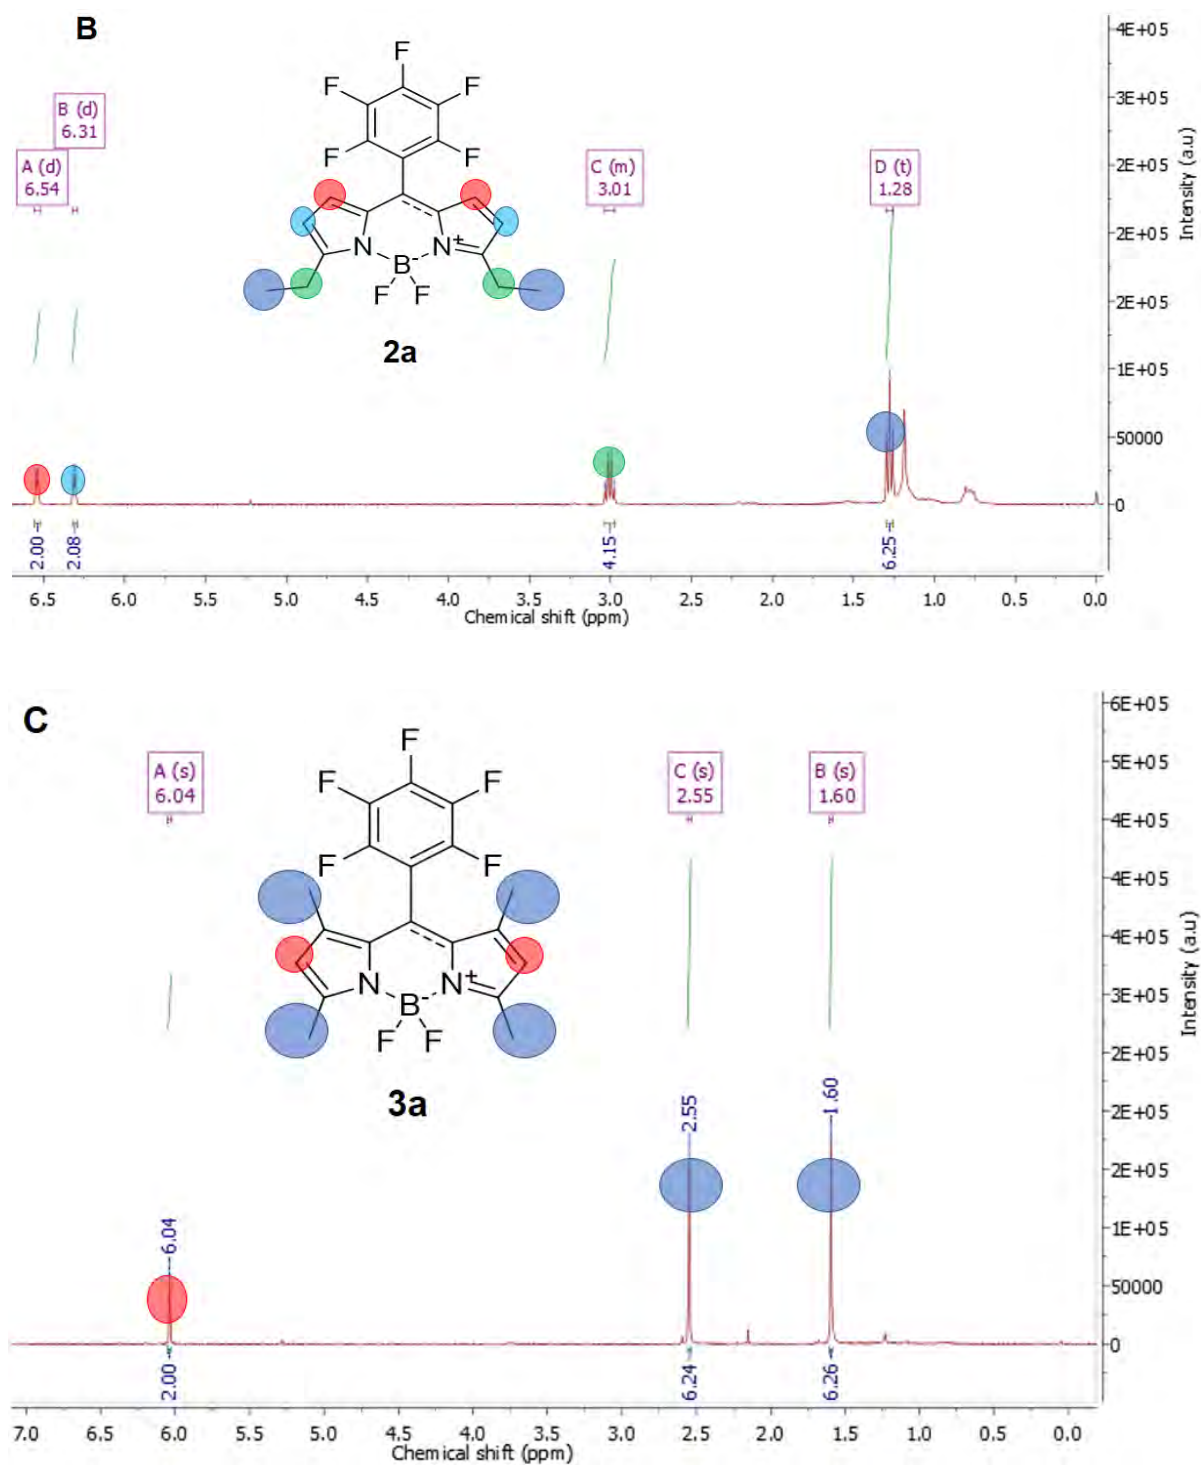 B
F
F F
B (d)
6.31
A (d)
6.54
F F
C (m)
3.01
D (t)
1.28
N N+
B-
F F
2a
4E+05
3E+05
2E+05
2E+05
2E+05
1E+05
50000
0
Intensity (a.u)
2.00
2.08
4.15
6.25
6.5 6.0 5.5 5.0 4.5 4.0 3.5 3.0 2.5 2.0 1.5 1.0 0.5 0.0
Chemical shift (ppm)
C
F
F F
A (s)
6.04
C (s)
2.55
B (s)
1.60
F F
N N+
B-
F F
3a
6E+05
5E+05
4E+05
4E+05
4E+05
3E+05
2E+05
2E+05
2E+05
1E+05
50000
0
Intensity (a.u)
6.04
2.55
1.60
2.00
6.24
6.26
7.0 6.5 6.0 5.5 5.0 4.5 4.0 3.5 3.0 2.5 2.0 1.5 1.0 0.5 0.0
Chemical shift (ppm)